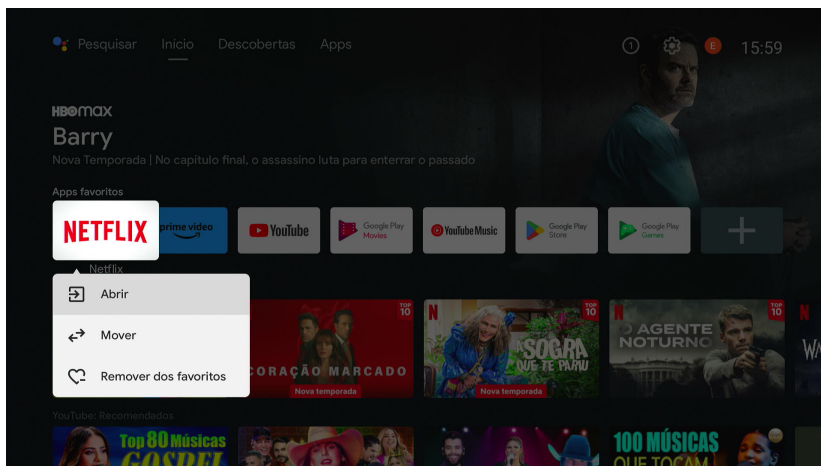 Pesquisar Início Descobertas Apps
1 E 15:59
HBOmax
Barry
Nova Temporada | No capítulo final, o assassino luta para enterrar o passado
Apps favoritos
NETFLIX
prime video
YouTube
Google Play
Movies
YouTube Music
Google Play
Store
Google Play
Games
Netflix
Abrir
Mover
Remover dos favoritos
TOP
10
CORAÇÃO MARCADO
Nova temporada
N
TOP
10
A SOGRA
QUE TE PARIU
Nova temporada
N
TOP
10
O AGENTE
NOTURNO
N
YouTube: Recomendados
Top 80 Músicas
GOSPEL
100 MÚSICAS
QUE TOCAM